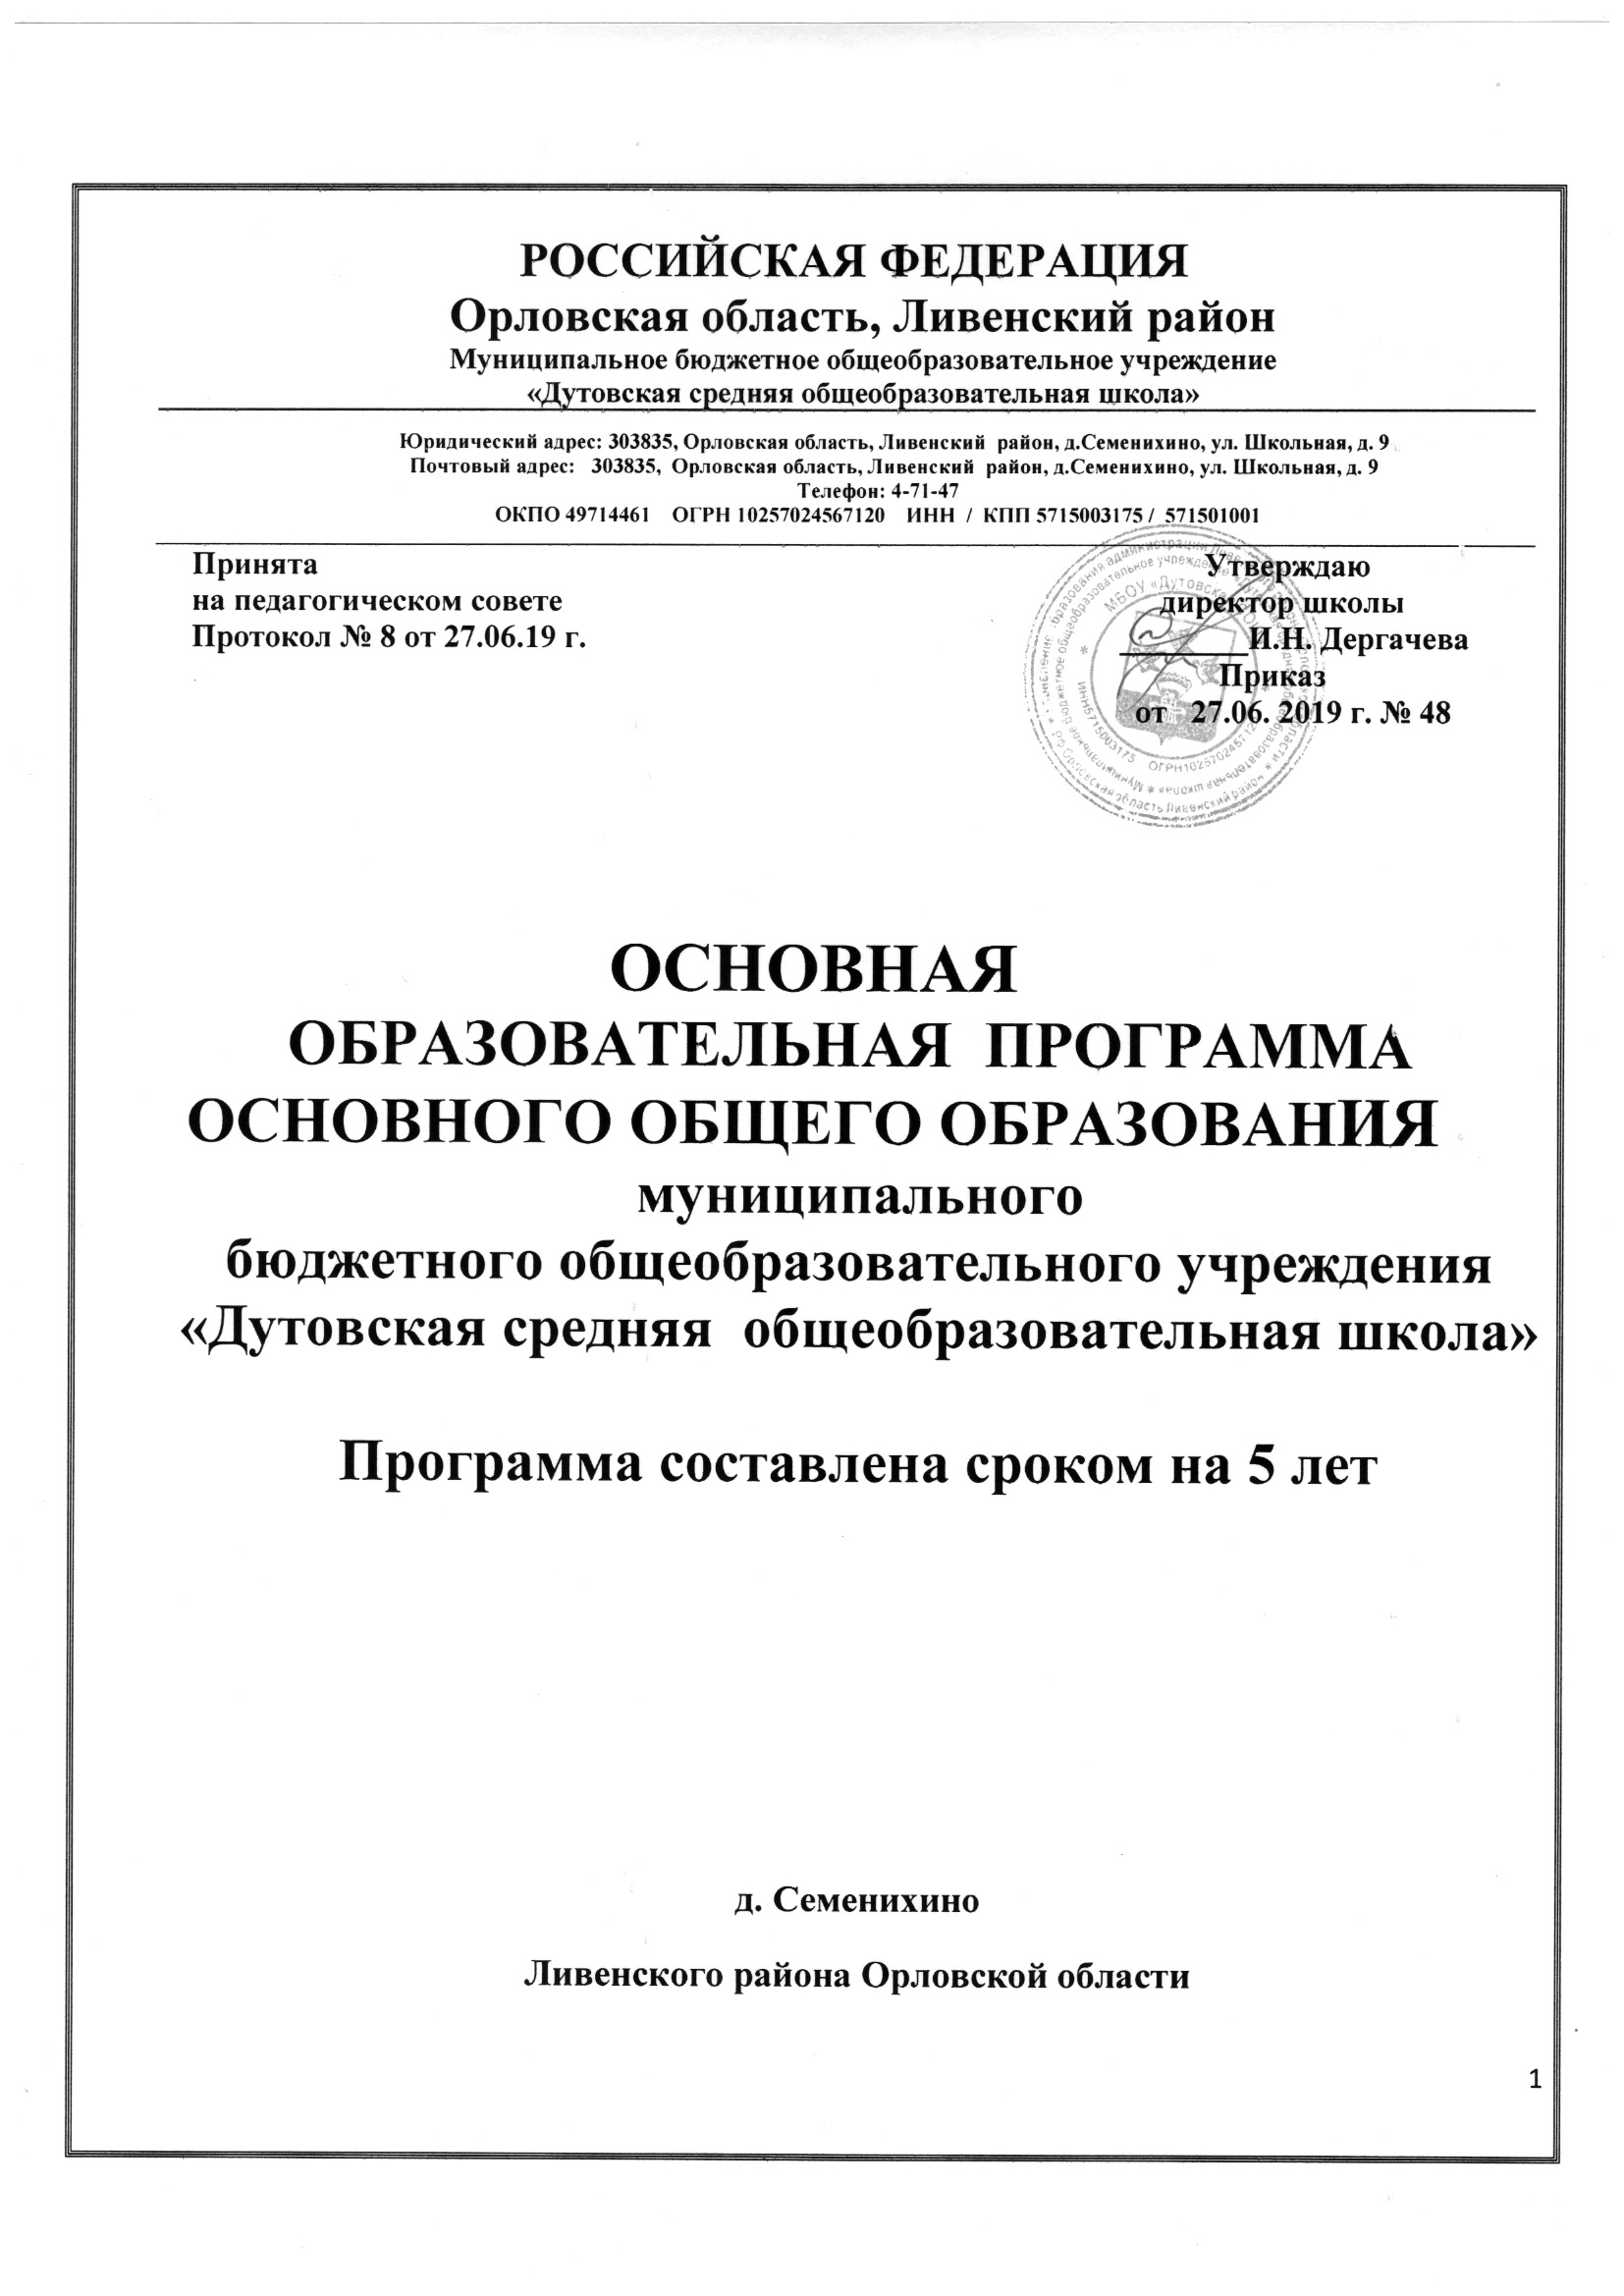 РОССИЙСКАЯ ФЕДЕРАЦИЯ
Орловская область, Ливенский район
Муниципальное бюджетное общеобразовательное учреждение
«Дутовская средняя общеобразовательная школа»
Юридический адрес: 303835, Орловская область, Ливенский район, д.Семенихино, ул. Школьная, д. 9
Почтовый адрес: 303835, Орловская область, Ливенский район, д.Семенихино, ул. Школьная, д. 9
Телефон: 4-71-47
ОКПО 49714461 ОГРН 10257024567120 ИНН / КПП 5715003175 / 571501001
Принята
на педагогическом совете
Протокол № 8 от 27.06.19 г.
Утверждаю
директор школы
И.Н. Дергачева
Приказ
от 27.06. 2019 г. № 48
МБОУ «Дутовская
ИНН5715003175
ОСНОВНАЯ
ОБРАЗОВАТЕЛЬНАЯ ПРОГРАММА
ОСНОВНОГО ОБЩЕГО ОБРАЗОВАНИЯ
муниципального
бюджетного общеобразовательного учреждения
«Дутовская средняя общеобразовательная школа»
Программа составлена сроком на 5 лет
д. Семенихино
Ливенского района Орловской области
1